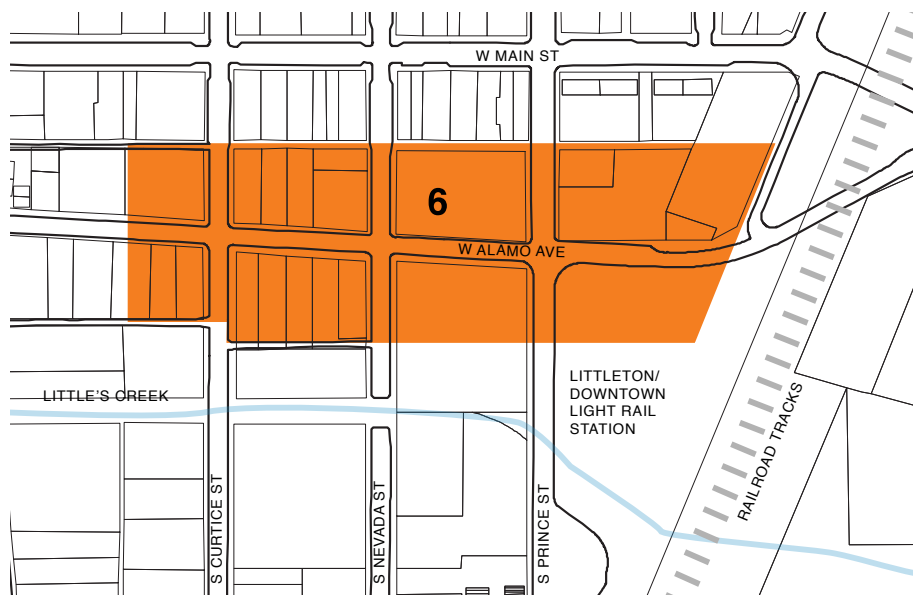 W MAIN ST
6
W ALAMO AVE
LITTLE'S CREEK
LITTLETON/
DOWNTOWN
LIGHT RAIL
STATION
RAILROAD TRACKS
S CURTICE ST
S NEVADA ST
S PRINCE ST